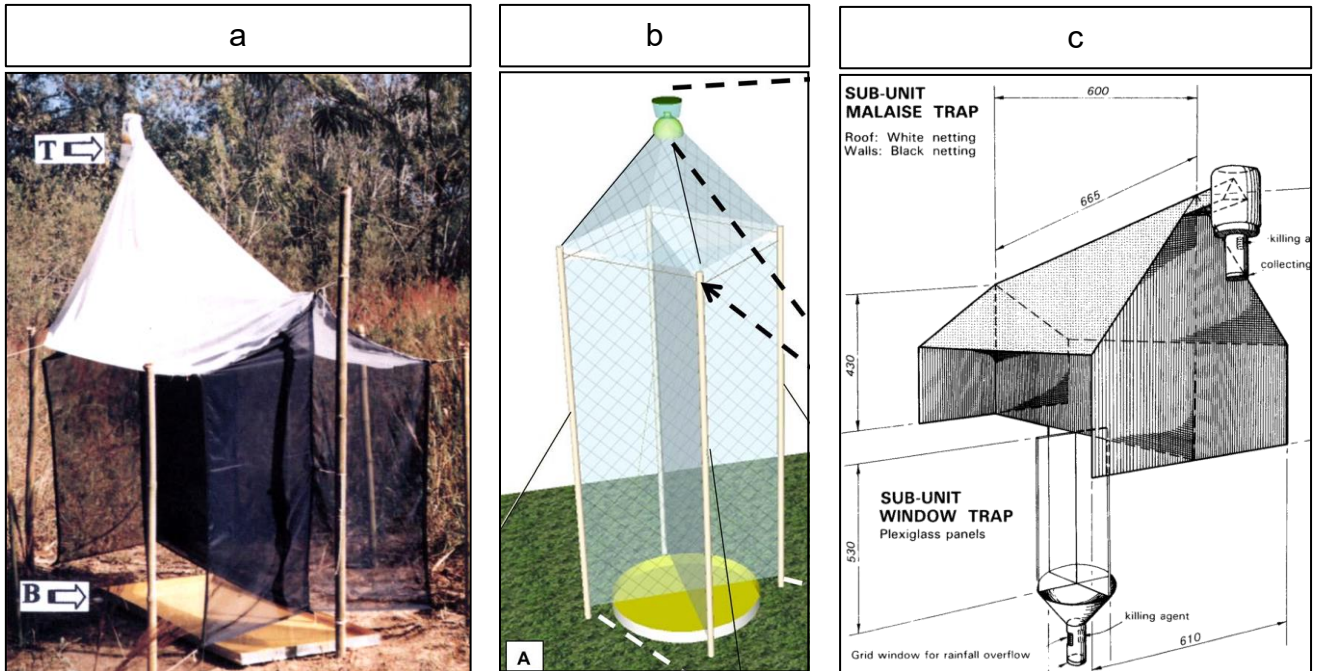 a
b
c
T
B
A
SUB-UNIT
MALAISE TRAP
Roof: White netting
Walls: Black netting
600
665
430
killing a
collecting
SUB-UNIT
WINDOW TRAP
Plexiglass panels
530
killing agent
610
Grid window for rainfall overflow